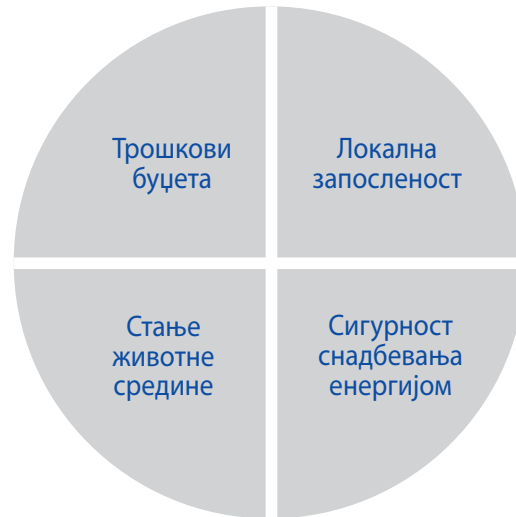 Трошкови
буџета
Локална
запосленост
Стање
животне
средине
Сигурност
снадбевања
енергијом